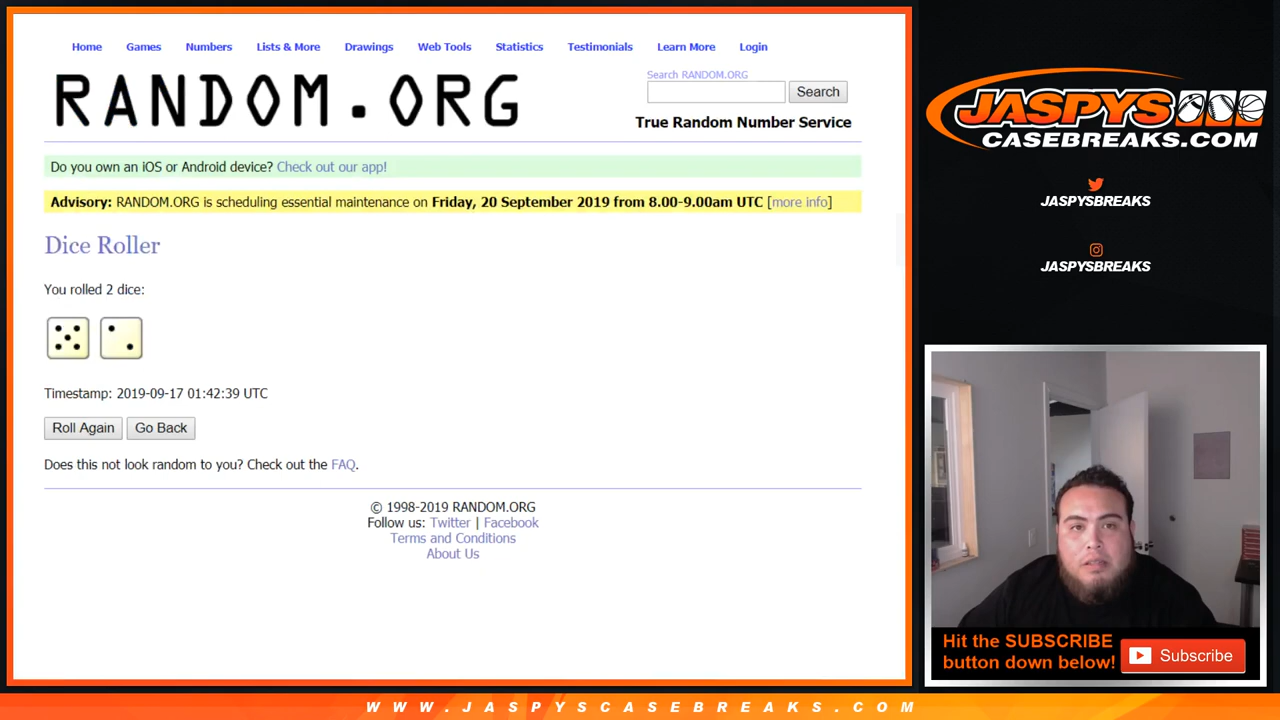 Home Games Numbers Lists & More Drawings Web Tools Statistics Testimonials Learn More Login
RANDOM.ORG
Search RANDOM.ORG
Search
True Random Number Service
Do you own an iOS or Android device? Check out our app!
Advisory: RANDOM.ORG is scheduling essential maintenance on Friday, 20 September 2019 from 8.00-9.00am UTC [more info]
Dice Roller
You rolled 2 dice:
Timestamp: 2019-09-17 01:42:39 UTC
Roll Again Go Back
Does this not look random to you? Check out the FAQ.
© 1998-2019 RANDOM.ORG
Follow us: Twitter | Facebook
Terms and Conditions
About Us
JASPYS
CASEBREAKS.COM
JASPYSBREAKS
JASPYSBREAKS
Hit the SUBSCRIBE
button down below!
Subscribe
WWW.JASPYSCASEBREAKS.COM